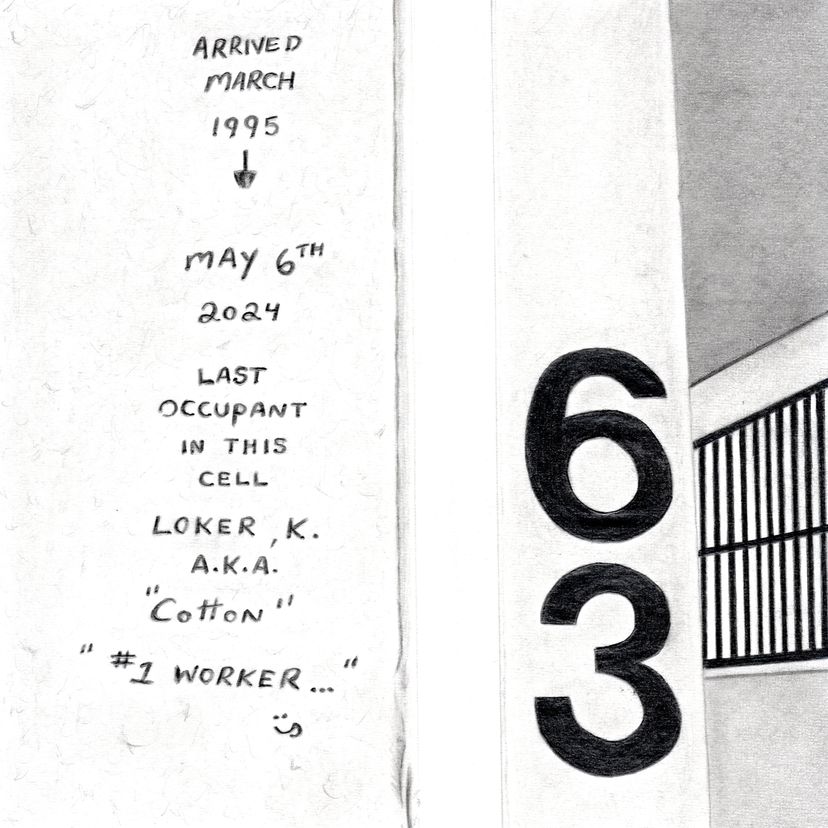 ARRIVED
MARCH
1995
MAY 6TH
2024
LAST
OCCUPANT
IN THIS
CELL
LOKER, K.
A.K.A.
"COTTON"
"#1 WORKER..."
63